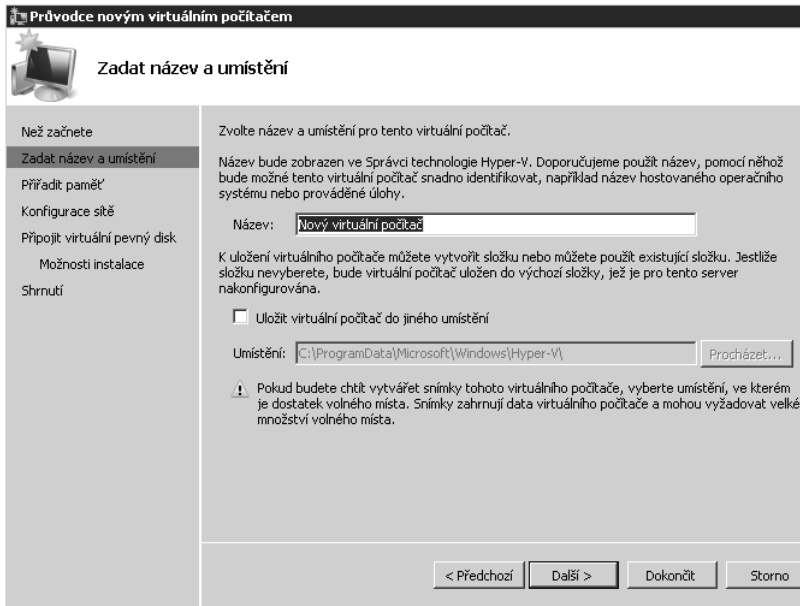 Průvodce novým virtuálním počítačem
Zadat název a umístění
Než začnete
Zadat název a umístění
Přiřadit paměť
Konfigurace sítě
Připojit virtuální pevný disk
Možnosti instalace
Shrnutí
Zvolte název a umístění pro tento virtuální počítač.
Název bude zobrazen ve Správci technologie Hyper-V. Doporučujeme použít název, pomocí něhož
bude možné tento virtuální počítač snadno identifikovat, například název hostovaného operačního
systému nebo prováděné úlohy.
Název: Nový virtuální počítač
K uložení virtuálního počítače můžete vytvořit složku nebo můžete použít existující složku. Jestliže
složku nevyberete, bude virtuální počítač uložen do výchozí složky, jež je pro tento server
nakonfigurována.
Uložit virtuální počítač do jiného umístění
Umístění: C:\ProgramData\Microsoft\Windows\Hyper-V\ Procházet...
Pokud budete chtít vytvářet snímky tohoto virtuálního počítače, vyberte umístění, ve kterém
je dostatek volného místa. Snímky zahrnují data virtuálního počítače a mohou vyžadovat velké
množství volného místa.
< Předchozí Další > Dokončit Storno